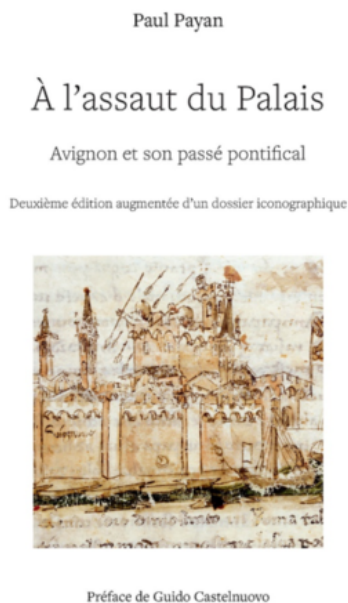 Paul Payan
À l’assaut du Palais
Avignon et son passé pontifical
Deuxième édition augmentée d’un dossier iconographique
Préface de Guido Castelnuovo